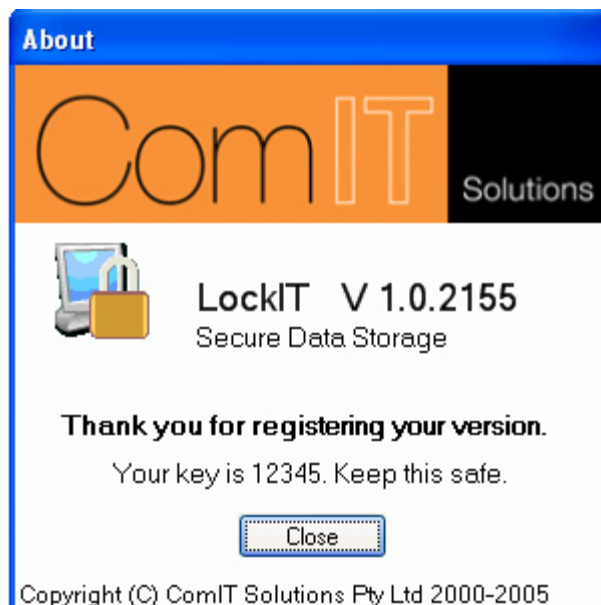 About
ComIT
Solutions
LockIT V 1.0.2155
Secure Data Storage
Thank you for registering your version.
Your key is 12345. Keep this safe.
Close
Copyright (C) ComIT Solutions Pty Ltd 2000-2005